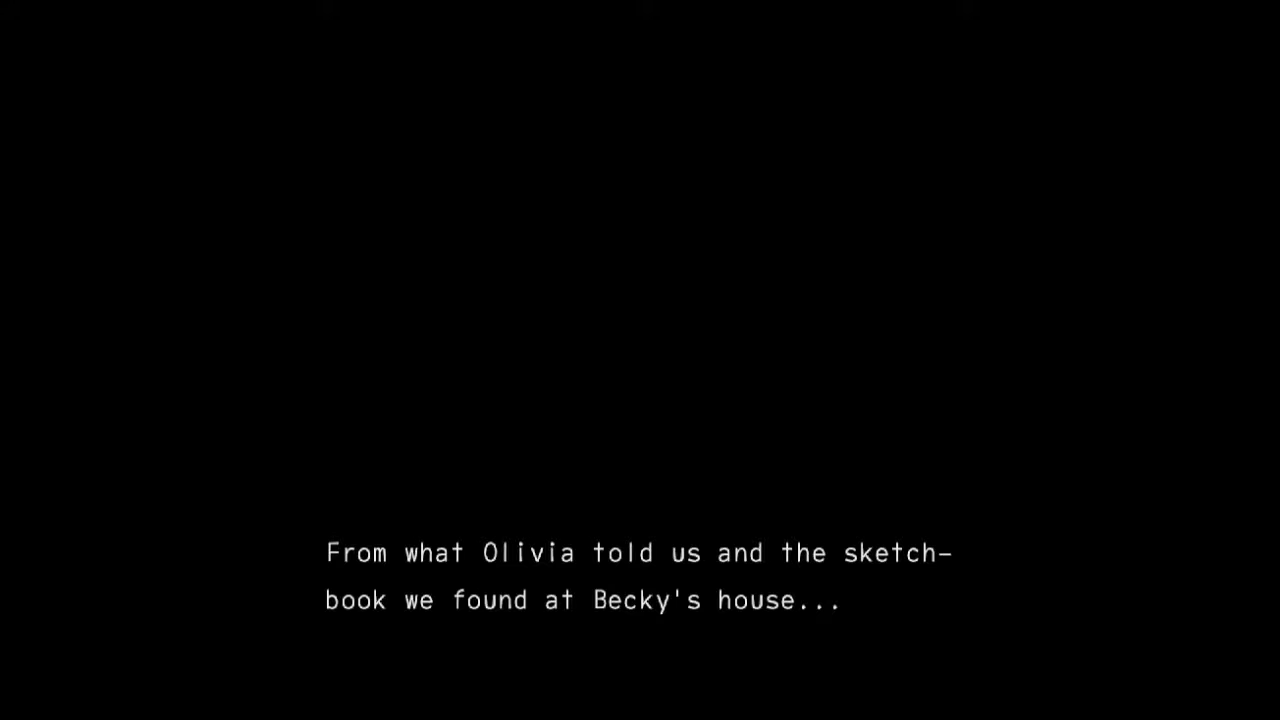 From what Olivia told us and the sketch-
book we found at Becky's house...